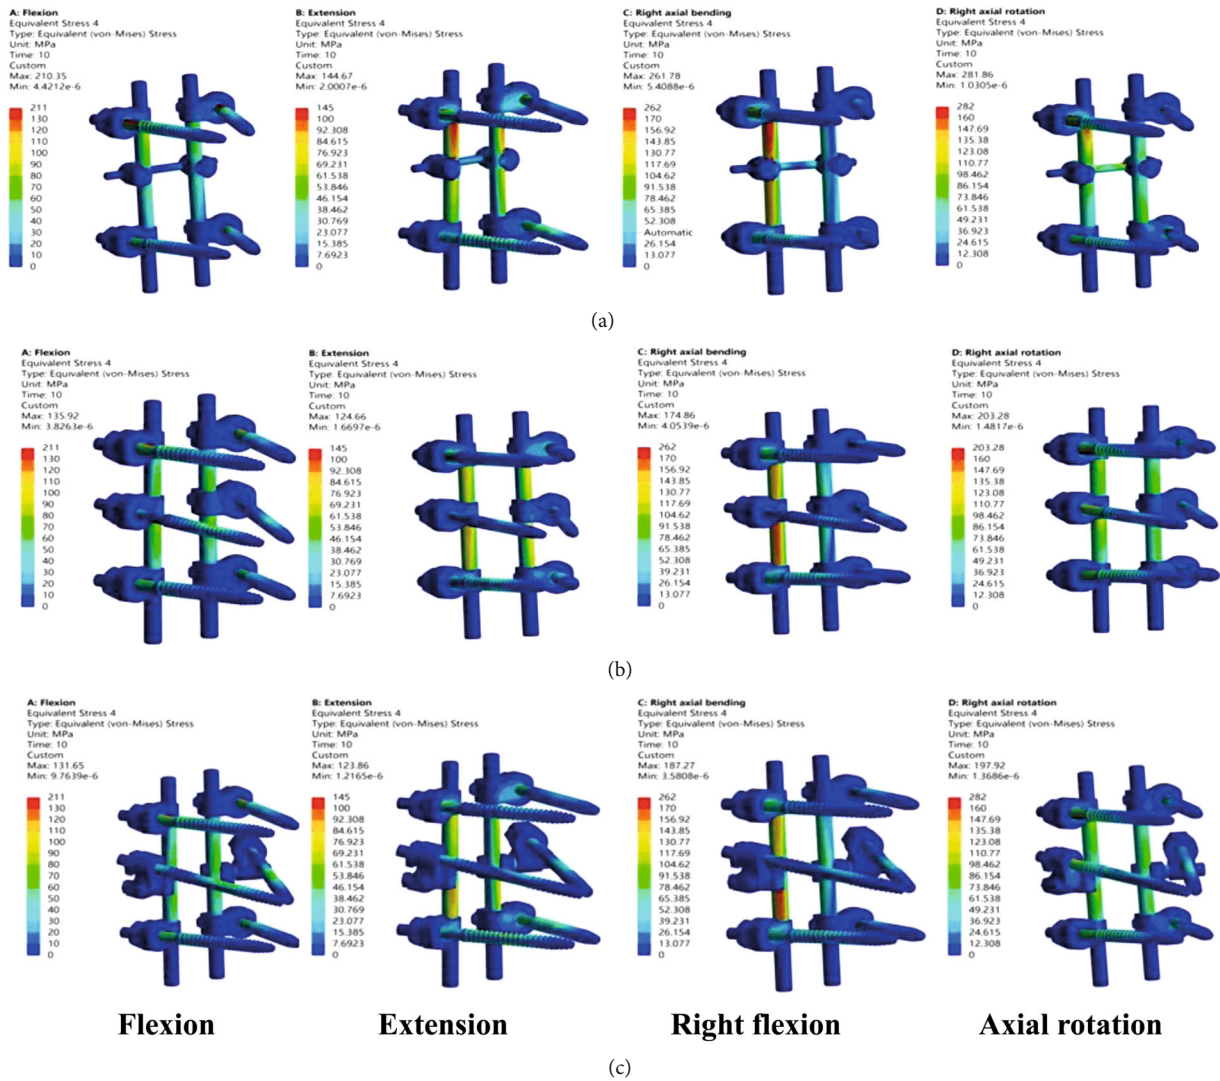 A: Flexion
Equivalent Stress 4
Type: Equivalent (von-Mises) Stress
Unit: MPa
Time: 10
Custom
Max: 210.35
Min: 4.4212e-6
211
130
120
110
100
90
80
70
60
50
40
30
20
10
0
B: Extension
Equivalent Stress 4
Type: Equivalent (von-Mises) Stress
Unit: MPa
Time: 10
Custom
Max: 144.67
Min: 2.0007e-6
145
100
92.308
84.615
76.923
69.231
61.538
53.846
46.154
38.462
30.769
23.077
15.385
7.6923
0
C: Right axial bending
Equivalent Stress 4
Type: Equivalent (von-Mises) Stress
Unit: MPa
Time: 10
Custom
Max: 261.78
Min: 5.4088e-6
262
170
156.92
143.85
130.77
117.69
104.62
91.538
78.462
65.385
52.308
Automatic
26.154
13.077
0
D: Right axial rotation
Equivalent Stress 4
Type: Equivalent (von-Mises) Stress
Unit: MPa
Time: 10
Custom
Max: 281.86
Min: 1.0305e-6
282
160
147.69
135.38
123.08
110.77
98.462
86.154
73.846
61.538
49.231
36.923
24.615
12.308
0
(a)
A: Flexion
Equivalent Stress 4
Type: Equivalent (von-Mises) Stress
Unit: MPa
Time: 10
Custom
Max: 135.92
Min: 3.8263e-6
211
130
120
110
100
90
80
70
60
50
40
30
20
10
0
B: Extension
Equivalent Stress 4
Type: Equivalent (von-Mises) Stress
Unit: MPa
Time: 10
Custom
Max: 124.66
Min: 1.6697e-6
145
100
92.308
84.615
76.923
69.231
61.538
53.846
46.154
38.462
30.769
23.077
15.385
7.6923
0
C: Right axial bending
Equivalent Stress 4
Type: Equivalent (von-Mises) Stress
Unit: MPa
Time: 10
Custom
Max: 174.86
Min: 4.0539e-6
262
170
156.92
143.85
130.77
117.69
104.62
91.538
78.462
65.385
52.308
39.231
26.154
13.077
0
D: Right axial rotation
Equivalent Stress 4
Type: Equivalent (von-Mises) Stress
Unit: MPa
Time: 10
Custom
Max: 203.28
Min: 1.4817e-6
203.28
160
147.69
135.38
123.08
110.77
98.462
86.154
73.846
61.538
49.231
36.923
24.615
12.308
0
(b)
A: Flexion
Equivalent Stress 4
Type: Equivalent (von-Mises) Stress
Unit: MPa
Time: 10
Custom
Max: 131.65
Min: 9.7639e-6
211
130
120
110
100
90
80
70
60
50
40
30
20
10
0
B: Extension
Equivalent Stress 4
Type: Equivalent (von-Mises) Stress
Unit: MPa
Time: 10
Custom
Max: 123.86
Min: 1.2165e-6
145
100
92.308
84.615
76.923
69.231
61.538
53.846
46.154
38.462
30.769
23.077
15.385
7.6923
0
C: Right axial bending
Equivalent Stress 4
Type: Equivalent (von-Mises) Stress
Unit: MPa
Time: 10
Custom
Max: 187.27
Min: 3.5808e-6
262
170
156.92
143.85
130.77
117.69
104.62
91.538
78.462
65.385
52.308
39.231
26.154
13.077
0
D: Right axial rotation
Equivalent Stress 4
Type: Equivalent (von-Mises) Stress
Unit: MPa
Time: 10
Custom
Max: 197.92
Min: 1.3686e-6
282
160
147.69
135.38
123.08
110.77
98.462
86.154
73.846
61.538
49.231
36.923
24.615
12.308
0
Flexion
Extension
Right flexion
Axial rotation
(c)